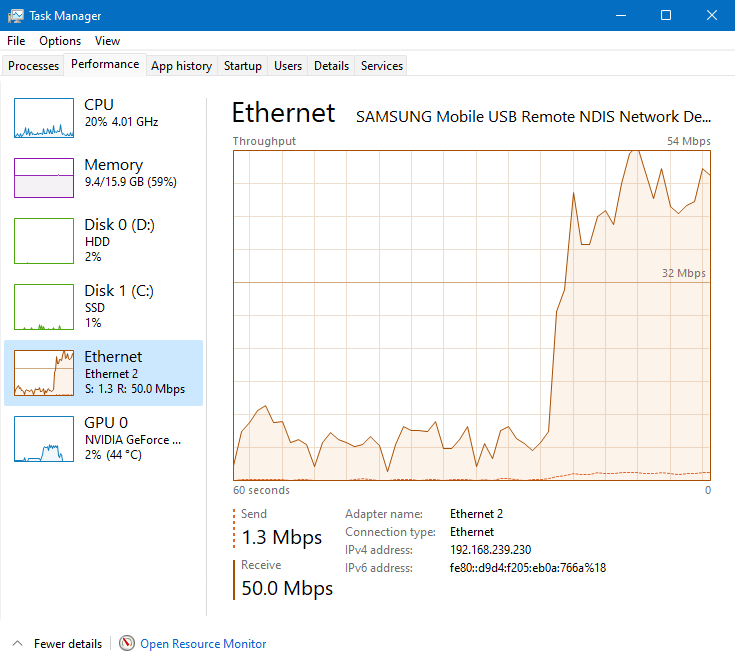 Task Manager
File Options View
Processes Performance App history Startup Users Details Services
CPU
20% 4.01 GHz
Memory
9.4/15.9 GB (59%)
Disk 0 (D:)
HDD
2%
Disk 1 (C:)
SSD
1%
Ethernet
Ethernet 2
S: 1.3 R: 50.0 Mbps
GPU 0
NVIDIA GeForce ...
2% (44 °C)
Ethernet SAMSUNG Mobile USB Remote NDIS Network De...
Throughput 54 Mbps
32 Mbps
60 seconds 0
Send
1.3 Mbps
Receive
50.0 Mbps
Adapter name: Ethernet 2
Connection type: Ethernet
IPv4 address: 192.168.239.230
IPv6 address: fe80::d9d4:f205:eb0a:766a%18
Fewer details Open Resource Monitor